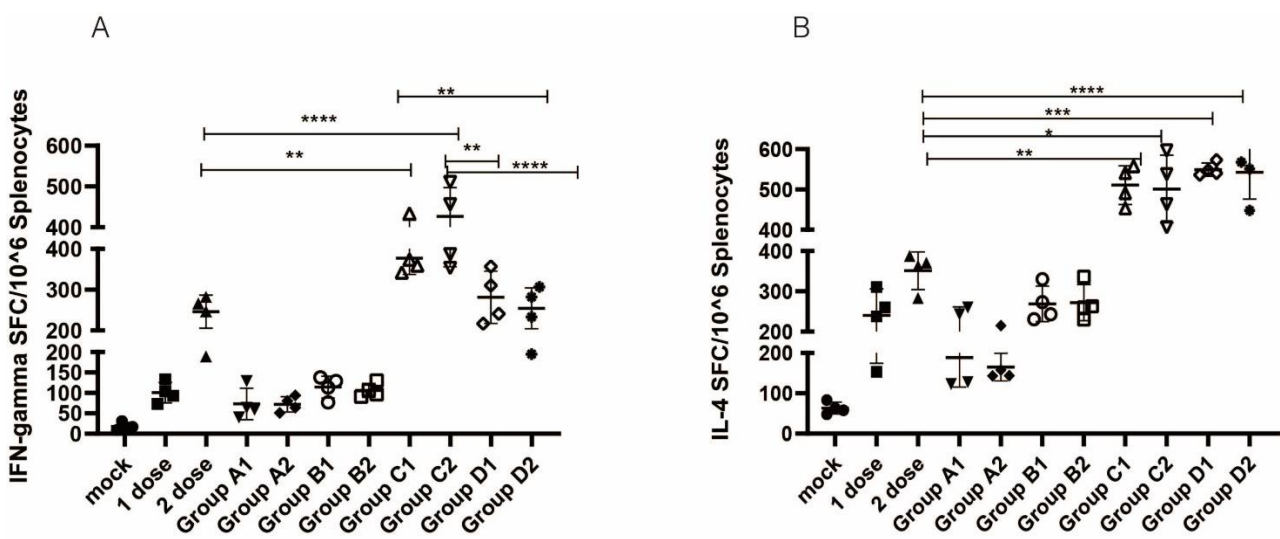 A
IFN-gamma SFC/10^6 Splenocytes
600
500
400
400
300
200
200
150
100
50
0
**
****
**
**
****
mock
1 dose
2 dose
Group A1
Group A2
Group B1
Group B2
Group C1
Group C2
Group D1
Group D2
B
IL-4 SFC/10^6 Splenocytes
600
500
400
400
300
200
200
100
0
****
***
*
**
mock
1 dose
2 dose
Group A1
Group A2
Group B1
Group B2
Group C1
Group C2
Group D1
Group D2